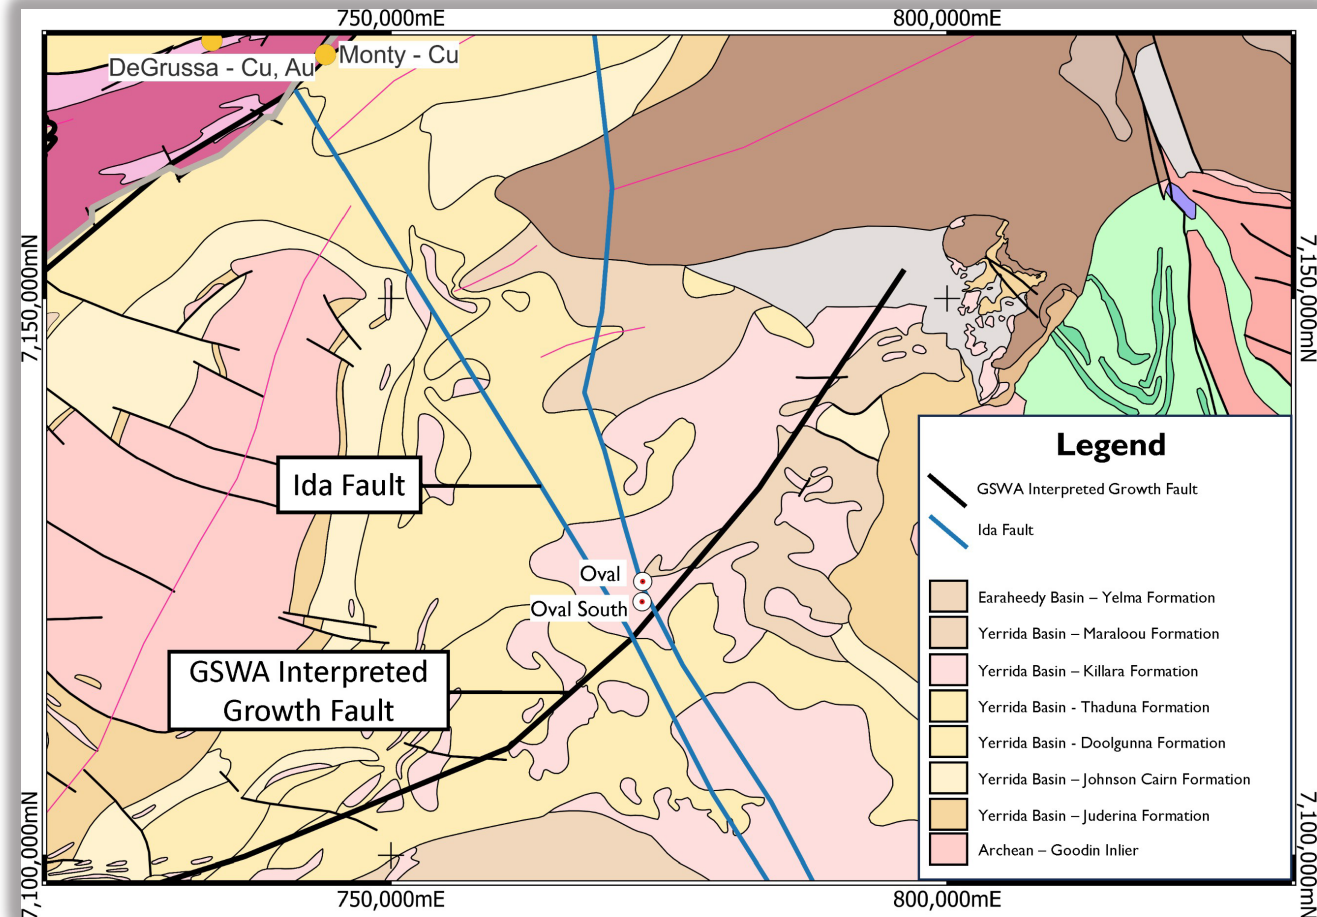 750,000mE
800,000mE
DeGrussa - Cu, Au
Monty - Cu
7,150,000mN
7,150,000mN
Ida Fault
Oval
Oval South
GSWA Interpreted
Growth Fault
Legend
GSWA Interpreted Growth Fault
Ida Fault
Earaheedy Basin – Yelma Formation
Yerrida Basin – Maraloou Formation
Yerrida Basin – Killara Formation
Yerrida Basin - Thaduna Formation
Yerrida Basin - Doolgunna Formation
Yerrida Basin – Johnson Cairn Formation
Yerrida Basin – Juderina Formation
Archean – Goodin Inlier
7,100,000mN
7,100,000mN
750,000mE
800,000mE